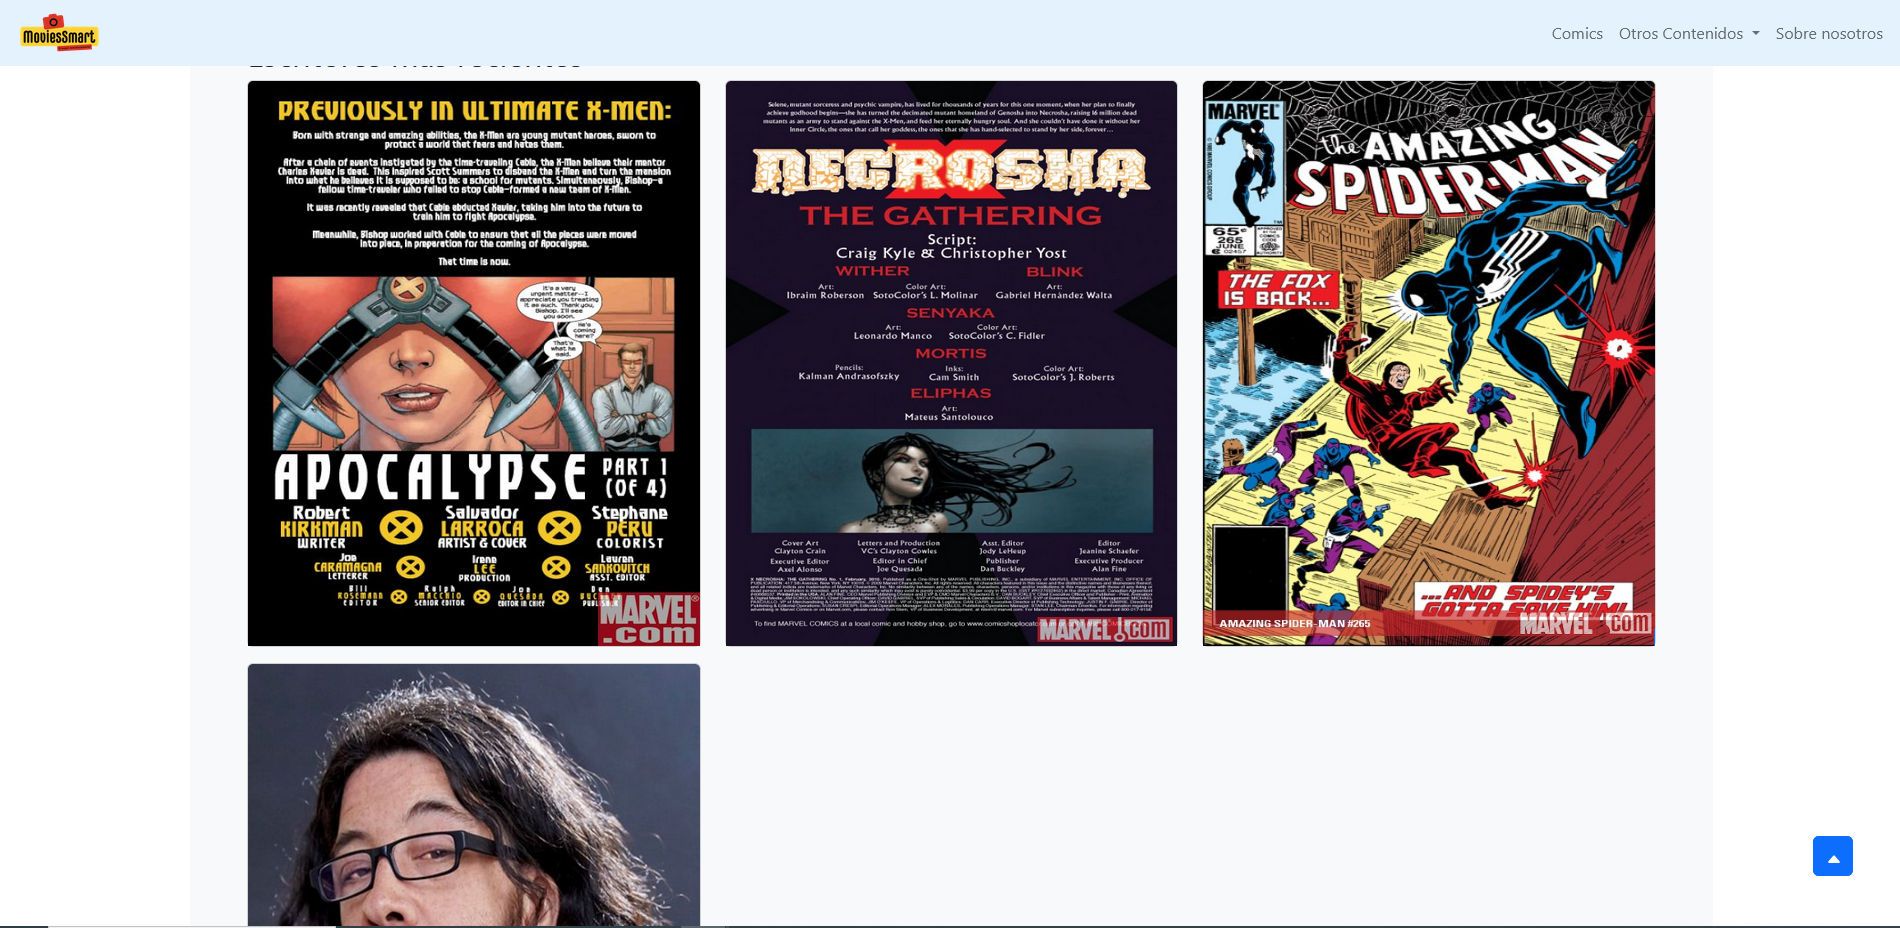 MoviesSmart
Comics
Otros Contenidos
Sobre nosotros
Escritores más recientes
PREVIOUSLY IN ULTIMATE X-MEN:
Born with strange and amazing abilities, the X-Men are young mutant heroes, sworn to
protect a world that fears and hates them.
After a chain of events instigated by the time-traveling Cable, the X-Men believe their mentor
Charles Xavier is dead. This inspired Scott Summers to disband the X-Men and turn the mansion
into what he believes it is supposed to be: a school for mutants. Simultaneously, Bishop—a
fellow time-traveler who failed to stop Cable—formed a new team of X-Men.
It was recently revealed that Cable abducted Xavier, taking him into the future to
train him to fight Apocalypse.
Meanwhile, Bishop worked with Cable to ensure that all the pieces were moved
into place, in preparation for the coming of Apocalypse.
That time is now.
It's a very
urgent matter--I
appreciate you treating
it as such. Thank you,
Bishop. I'll see
you soon.
He's
coming
here?
That's
what he
said.
APOCALYPSE PART 1
(OF 4)
Robert
KIRKMAN
WRITER
Salvador
LARROCA
ARTIST & COVER
Stephane
PERU
COLORIST
Joe
CARAMAGNA
LETTERER
Irene
LEE
PRODUCTION
Lauren
SANKOVITCH
ASST. EDITOR
Bill
ROSEMANN
EDITOR
Ralph
MACCHIO
SENIOR EDITOR
Joe
QUESADA
EDITOR IN CHIEF
Dan
MARVEL
.com
Selene, mutant sorceress and psychic vampire, has lived for thousands of years for this one moment, when her plan to finally
achieve godhood begins—she has turned the decimated mutant homeland of Genosha into Necrosha, raising 16 million dead
mutants as an army to stand against the X-Men, and feed her eternally hungry soul. And she couldn't have done it without her
Inner Circle, the ones that call her goddess, the ones that she has hand-selected to stand by her side, forever...
NECROSHA
THE GATHERING
Script:
Craig Kyle & Christopher Yost
WITHER
Art:
Ibraim Roberson
Color Art:
SotoColor's L. Molinar
BLINK
Art:
Gabriel Hernández Walta
SENYAKA
Art:
Leonardo Manco
Color Art:
SotoColor's C. Fidler
MORTIS
Pencils:
Kalman Andrasofszky
Inks:
Cam Smith
Color Art:
SotoColor's J. Roberts
ELIPHAS
Art:
Mateus Santolouco
Cover Art
Clayton Crain
Letters and Production
VC's Clayton Cowles
Asst. Editor
Jody LeHeup
Editor
Jeanine Schaefer
Executive Editor
Axel Alonso
Editor in Chief
Joe Quesada
Publisher
Dan Buckley
Executive Producer
Alan Fine
To find MARVEL COMICS at a local comic and hobby shop, go to www.comicshoplocator
MARVEL.com
MARVEL
65¢
265
JUNE
02457
APPROVED
BY THE
COMICS
CODE
AUTHORITY
the AMAZING
SPIDER-MAN
THE FOX
IS BACK...
...AND SPIDEY'S
GOTTA SAVE HIM!
AMAZING SPIDER-MAN #265
MARVEL.com